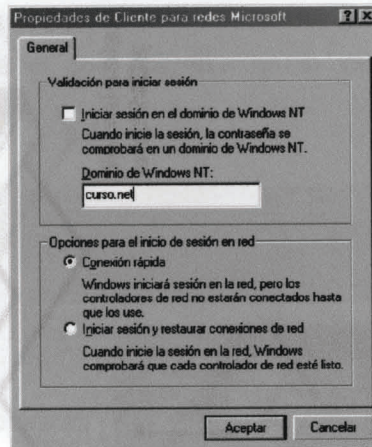 Propiedades de Cliente para redes Microsoft
General
Validación para iniciar sesión
Iniciar sesión en el dominio de Windows NT
Cuando inicie la sesión, la contraseña se
comprobará en un dominio de Windows NT.
Dominio de Windows NT:
curso.net
Opciones para el inicio de sesión en red
Conexión rápida
Windows iniciará sesión en la red, pero los
controladores de red no estarán conectados hasta
que los use.
Iniciar sesión y restaurar conexiones de red
Cuando inicie la sesión en la red, Windows
comprobará que cada controlador de red esté listo.
Aceptar
Cancelar